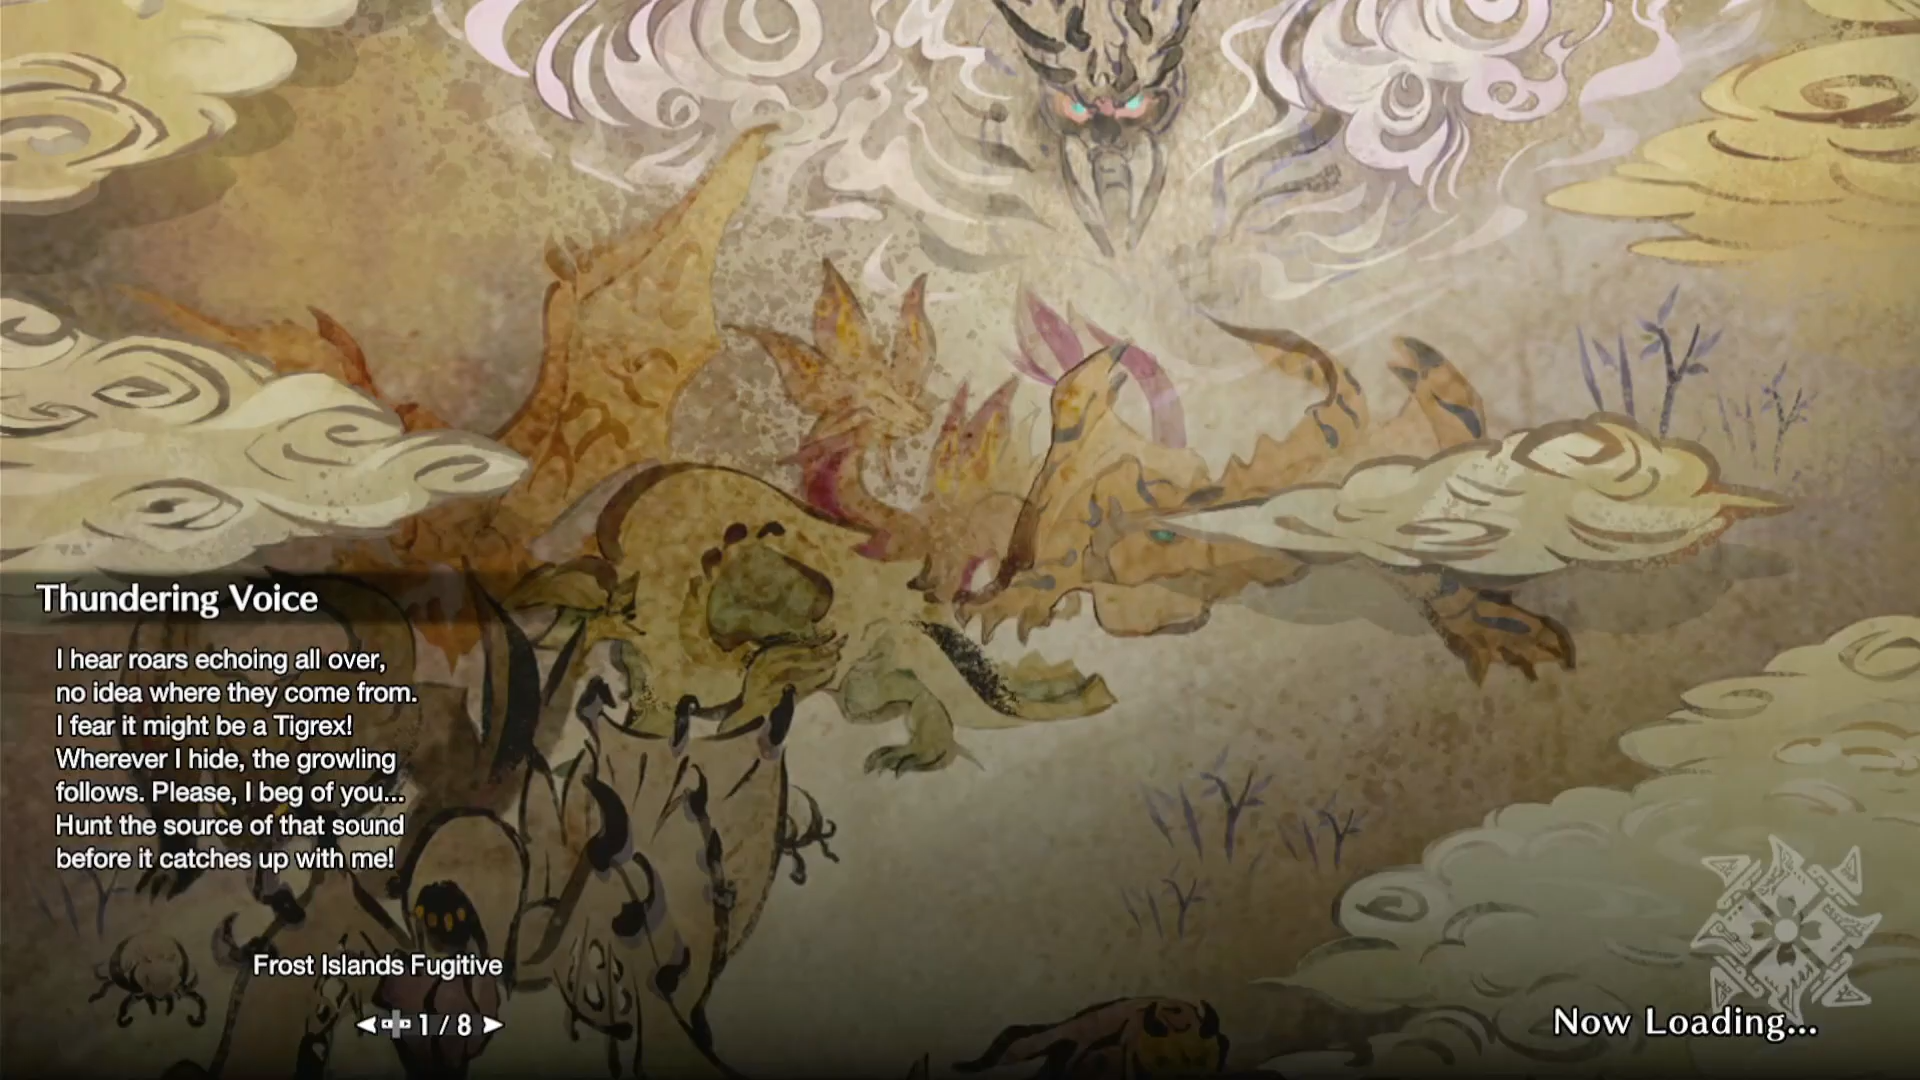 Thundering Voice
I hear roars echoing all over,
no idea where they come from.
I fear it might be a Tigrex!
Wherever I hide, the growling
follows. Please, I beg of you...
Hunt the source of that sound
before it catches up with me!
Frost Islands Fugitive
1 / 8
Now Loading...